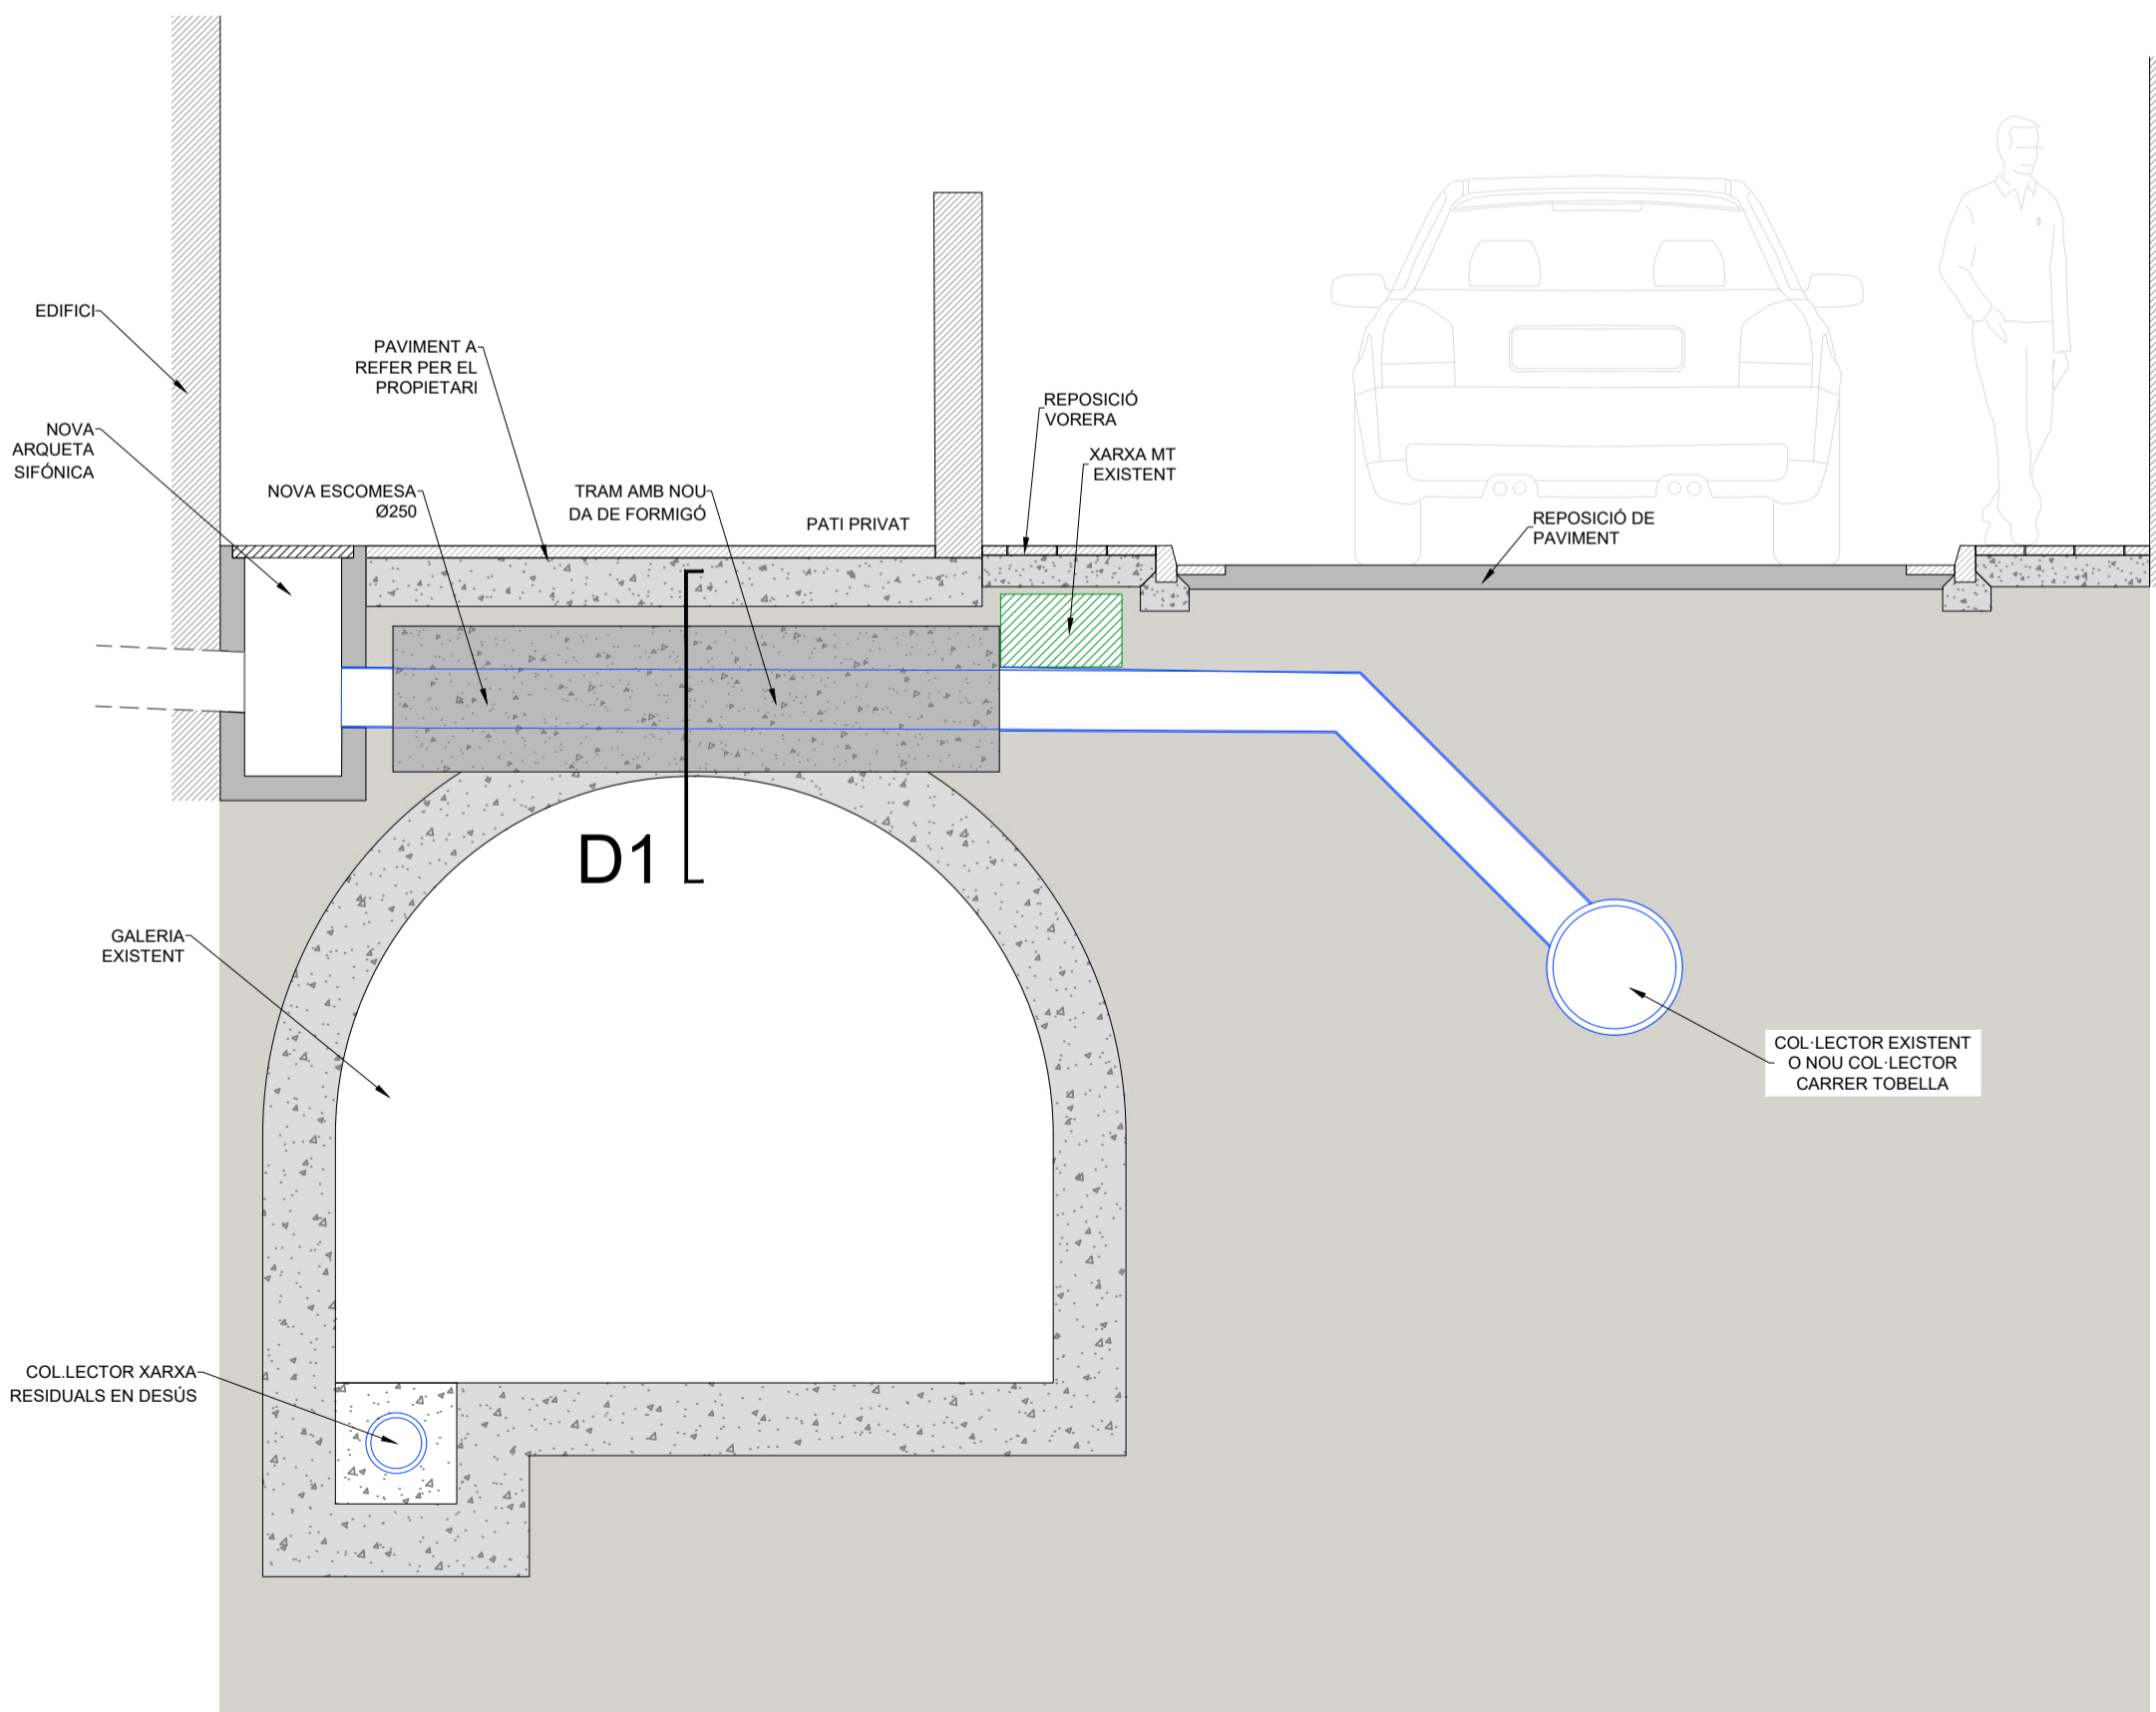 EDIFICI
PAVIMENT A
REFER PER EL
PROPIETARI
NOVA
ARQUETA
SIFÓNICA
NOVA ESCOMESA
Ø250
TRAM AMB NOU
DA DE FORMIGÓ
PATI PRIVAT
REPOSICIÓ
VORERA
XARXA MT
EXISTENT
REPOSICIÓ DE
PAVIMENT
D1
GALERIA
EXISTENT
COL·LECTOR EXISTENT
O NOU COL·LECTOR
CARRER TOBELLA
COL.LECTOR XARXA
RESIDUALS EN DESÚS